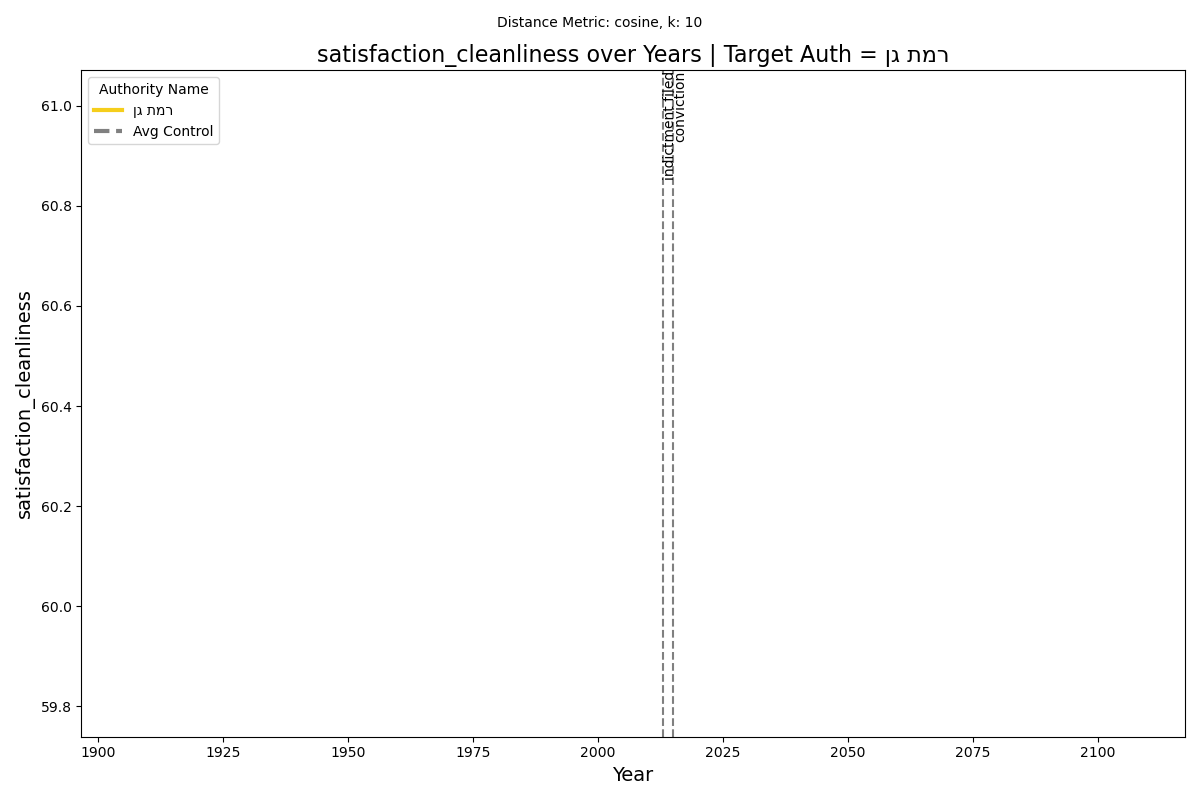 Distance Metric: cosine, k: 10
satisfaction_cleanliness over Years | Target Auth = רמת גן
Authority Name
רמת גן
Avg Control
indictment filed
conviction
satisfaction_cleanliness
61.0
60.8
60.6
60.4
60.2
60.0
59.8
1900 1925 1950 1975 2000 2025 2050 2075 2100
Year